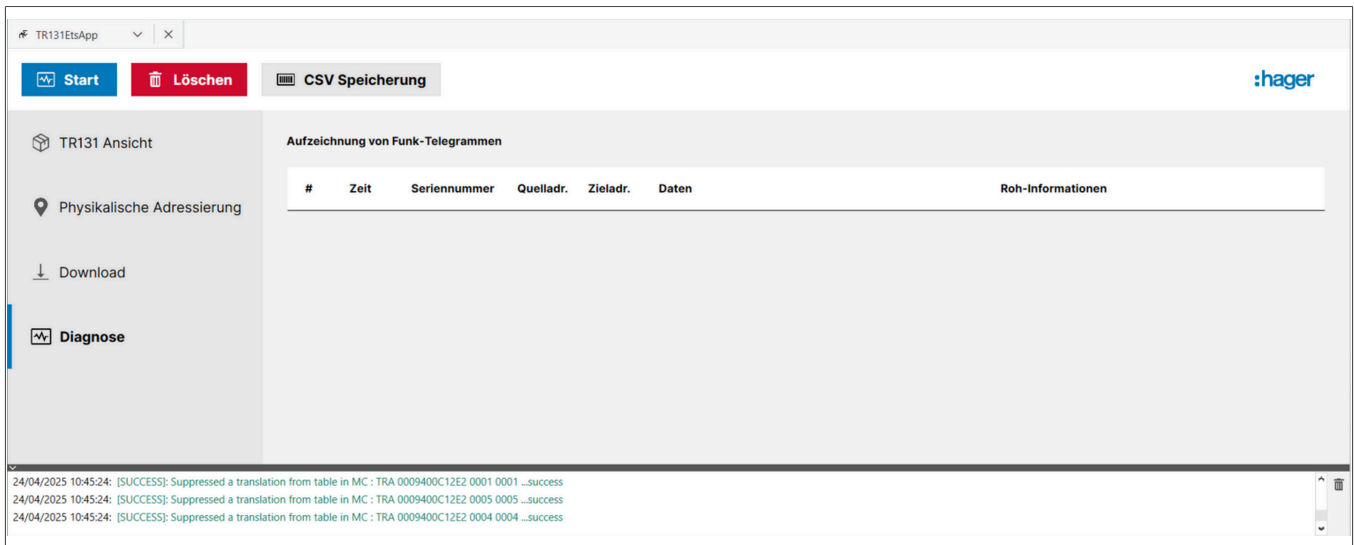 TR131EtsApp
Start
Löschen
CSV Speicherung
:hager
TR131 Ansicht
Physikalische Adressierung
Download
Diagnose
Aufzeichnung von Funk-Telegrammen
# Zeit Seriennummer Quelladr. Zieladr. Daten Roh-Informationen
24/04/2025 10:45:24: [SUCCESS]: Suppressed a translation from table in MC : TRA 0009400C12E2 0001 0001 ...success
24/04/2025 10:45:24: [SUCCESS]: Suppressed a translation from table in MC : TRA 0009400C12E2 0005 0005 ...success
24/04/2025 10:45:24: [SUCCESS]: Suppressed a translation from table in MC : TRA 0009400C12E2 0004 0004 ...success